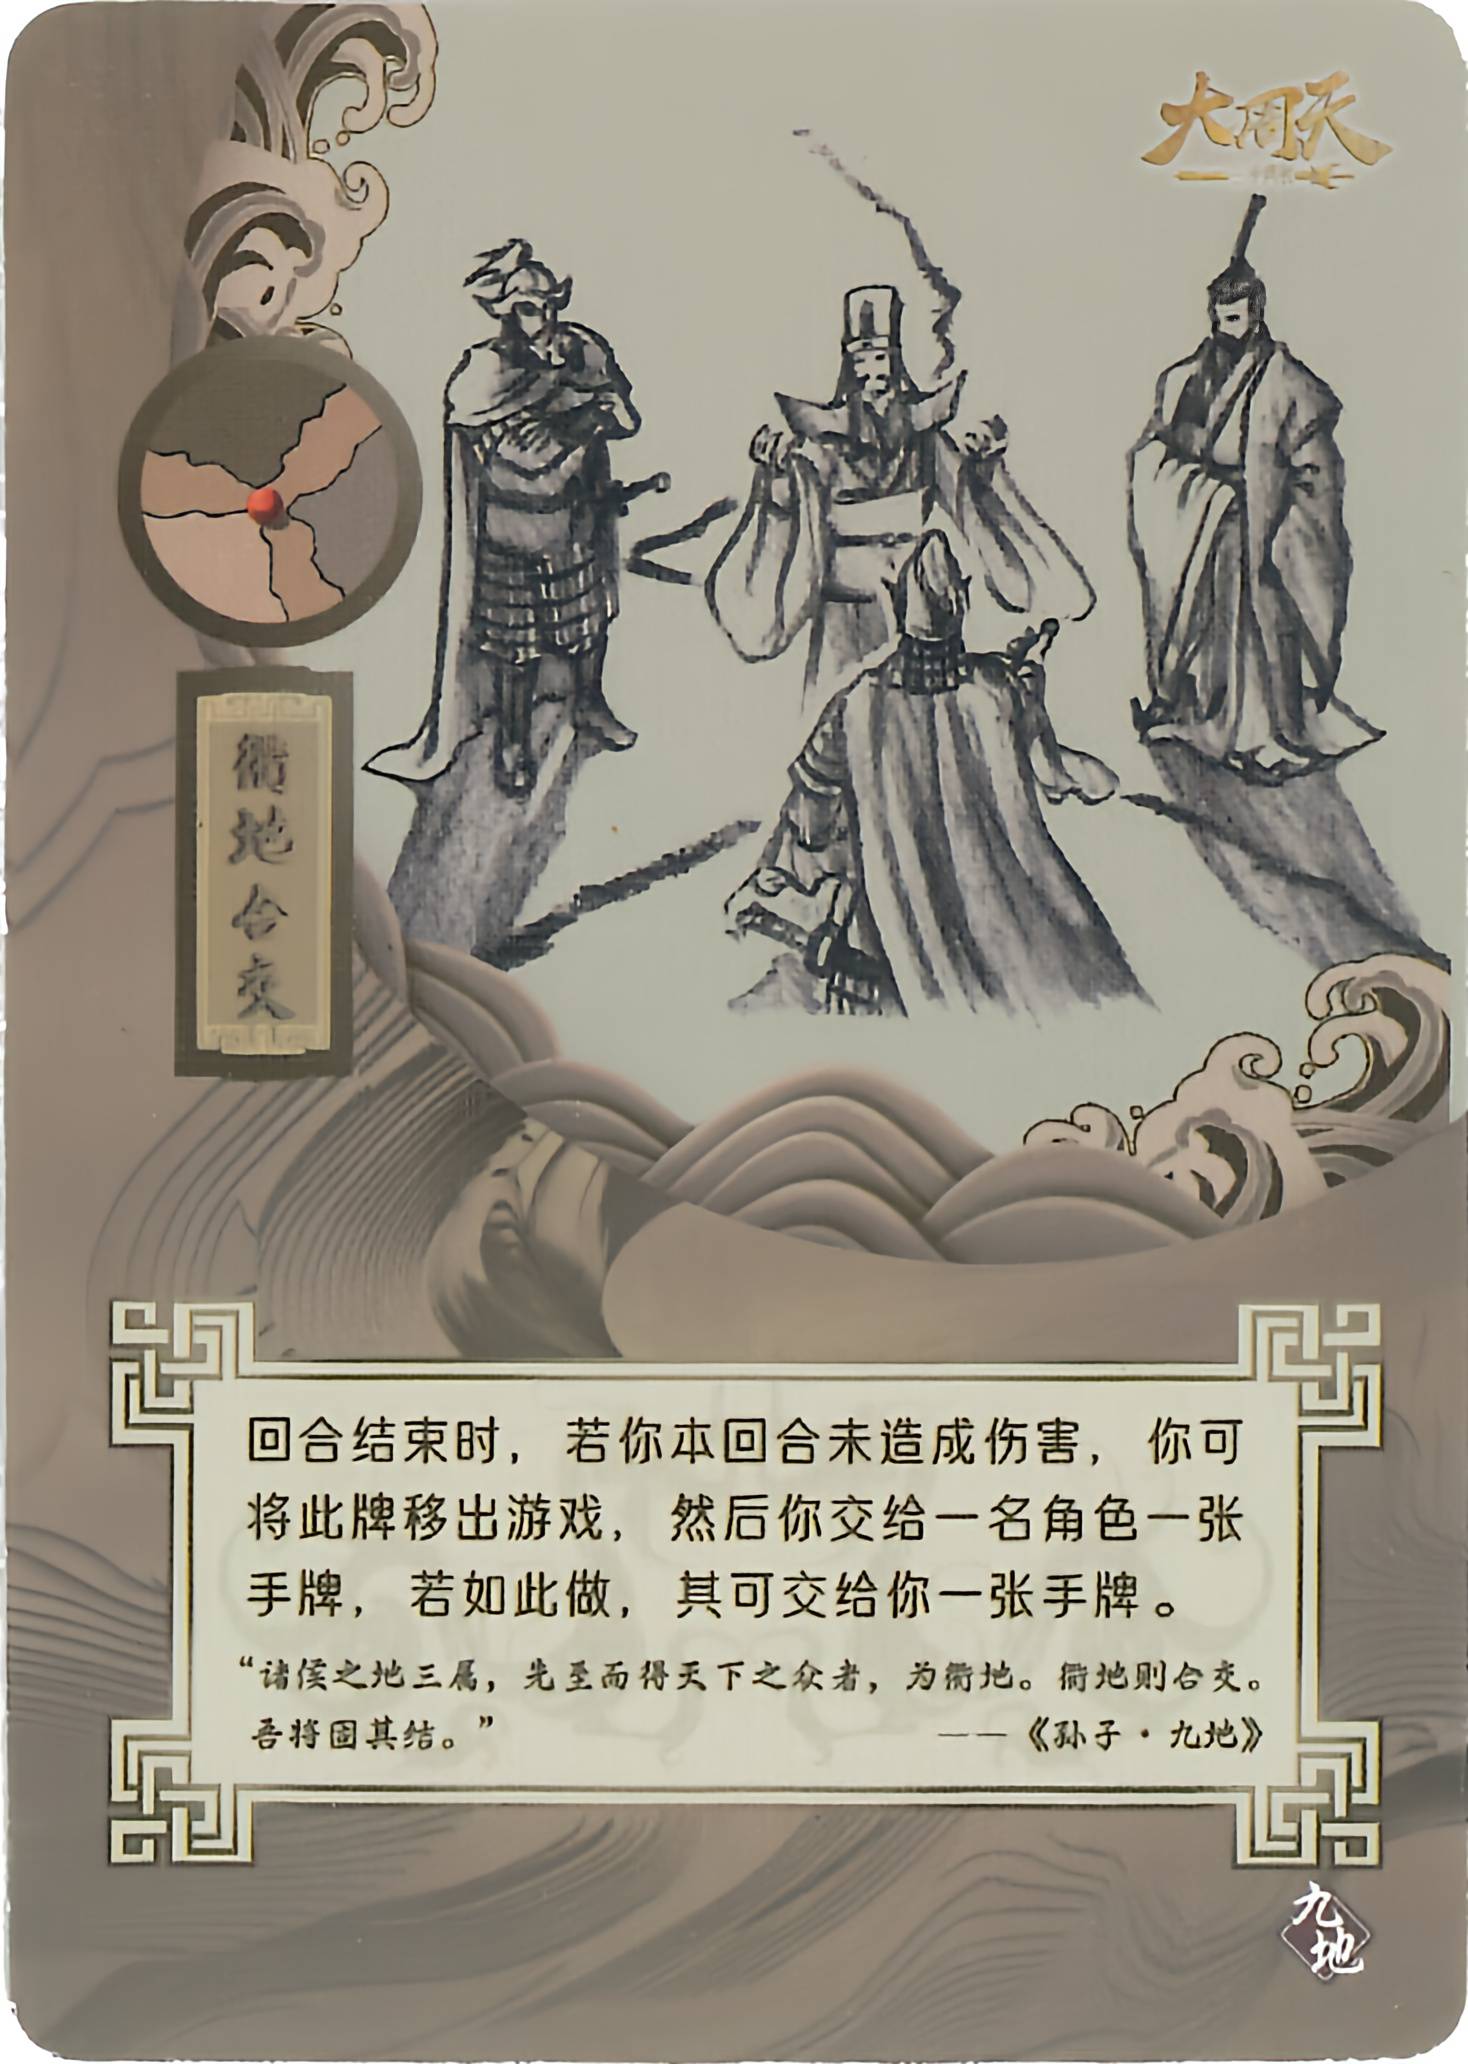 大周天
衢地合交
回合结束时，若你本回合未造成伤害，你可
将此牌移出游戏，然后你交给一名角色一张
手牌，若如此做，其可交给你一张手牌。
“诸侯之地三属，先至而得天下之众者，为衢地。衢地则合交。
吾将固其结。”
——《孙子·九地》
九地